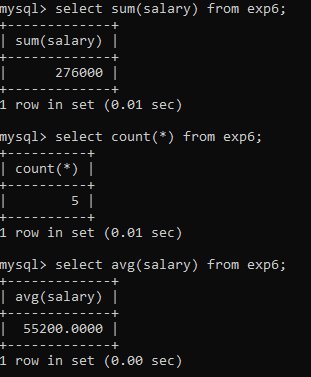 mysql> select sum(salary) from exp6;
+-------------+
| sum(salary) |
+-------------+
|      276000 |
+-------------+
1 row in set (0.01 sec)

mysql> select count(*) from exp6;
+----------+
| count(*) |
+----------+
|        5 |
+----------+
1 row in set (0.01 sec)

mysql> select avg(salary) from exp6;
+-------------+
| avg(salary) |
+-------------+
|  55200.0000 |
+-------------+
1 row in set (0.00 sec)